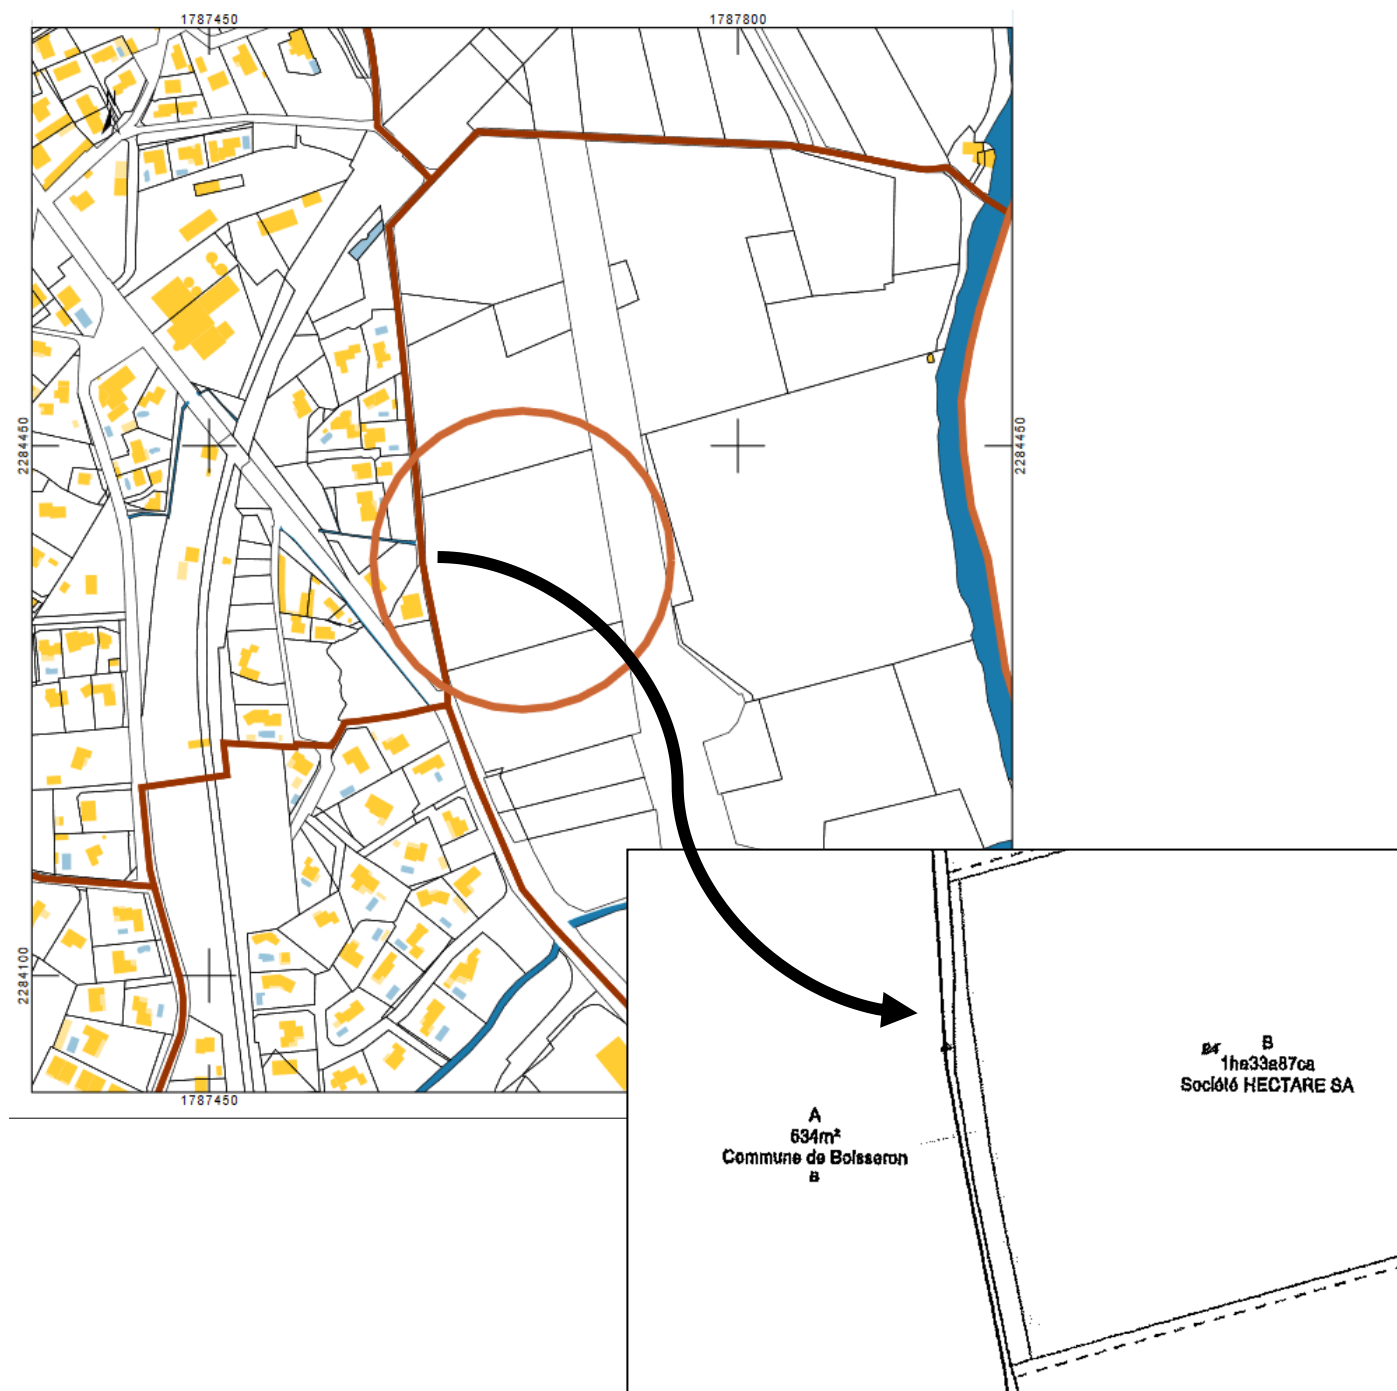 1787450
1787800
2284450
2284450
2284100
1787450
B
1ha33a87ca
Société HECTARE SA
A
634m²
Commune de Boisseron
B